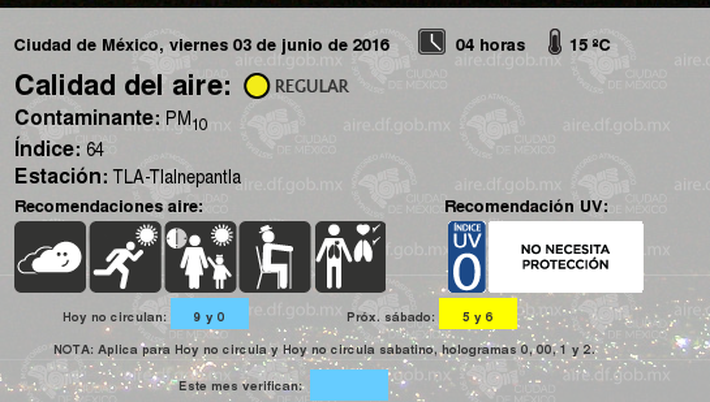 Ciudad de México, viernes 03 de junio de 2016 04 horas 15 ºC
Calidad del aire: REGULAR
Contaminante: PM10
Índice: 64
Estación: TLA-Tlalnepantla
Recomendaciones aire: Recomendación UV:
ÍNDICE
UV
0
NO NECESITA
PROTECCIÓN
Hoy no circulan: 9 y 0 Próx. sábado: 5 y 6
NOTA: Aplica para Hoy no circula y Hoy no circula sabatino, hologramas 0, 00, 1 y 2.
Este mes verifican:
aire.df.gob.mx
CIUDAD
DE MÉXICO